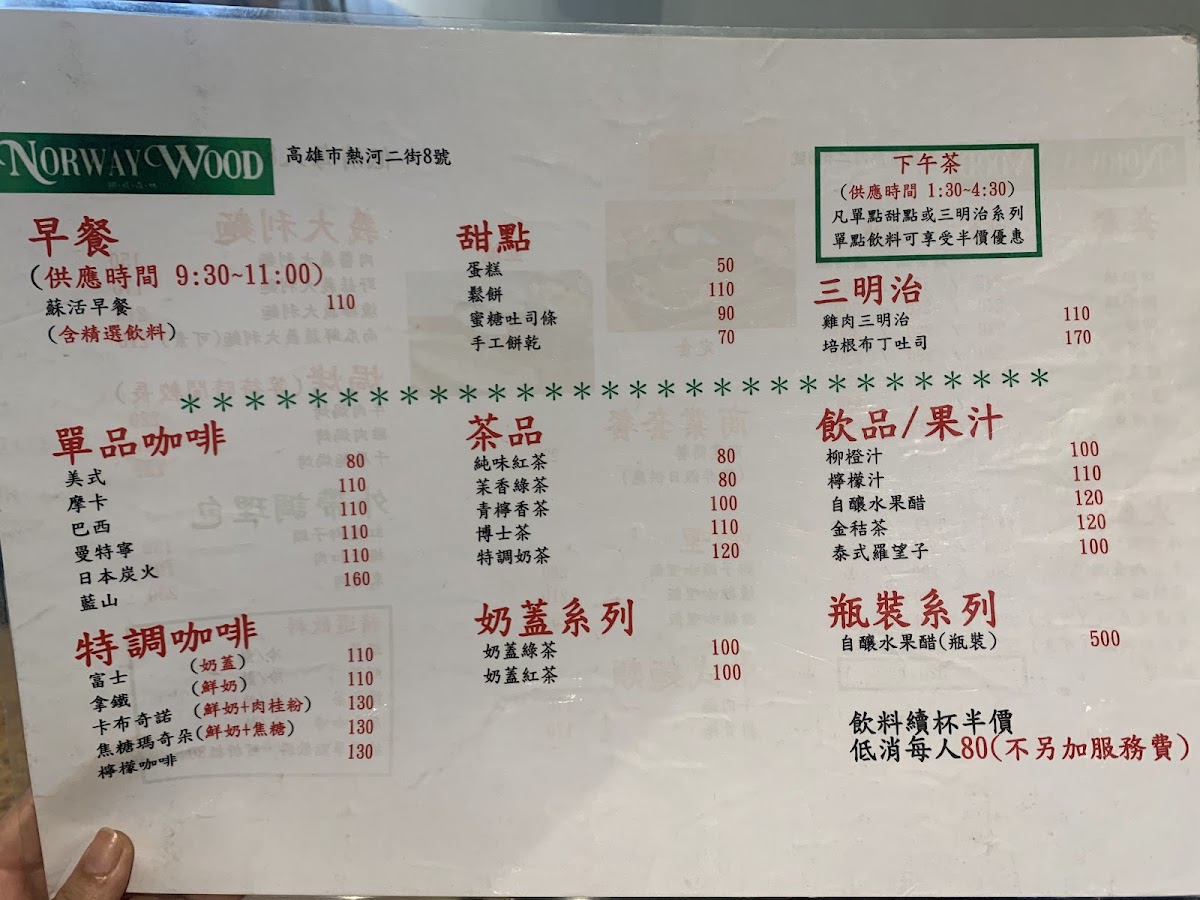 NORWAY WOOD
高雄市熱河二街8號
早餐
(供應時間 9:30~11:00)
蘇活早餐 110
(含精選飲料)
甜點
蛋糕 50
鬆餅 110
蜜糖吐司條 90
手工餅乾 70
下午茶
(供應時間 1:30~4:30)
凡單點甜點或三明治系列
單點飲料可享受半價優惠
三明治
雞肉三明治 110
培根布丁吐司 170
************************
單品咖啡
美式 80
摩卡 110
巴西 110
曼特寧 110
日本炭火 110
藍山 160
特調咖啡
富士 (奶蓋) 110
拿鐵 (鮮奶) 110
卡布奇諾 (鮮奶+肉桂粉) 130
焦糖瑪奇朵(鮮奶+焦糖) 130
檸檬咖啡 130
茶品
純味紅茶 80
茉香綠茶 80
青檸香茶 100
博士茶 110
特調奶茶 120
奶蓋系列
奶蓋綠茶 100
奶蓋紅茶 100
飲品/果汁
柳橙汁 100
檸檬汁 110
自釀水果醋 120
金桔茶 120
泰式羅望子 100
瓶裝系列
自釀水果醋(瓶裝) 500
飲料續杯半價
低消每人80(不另加服務費)